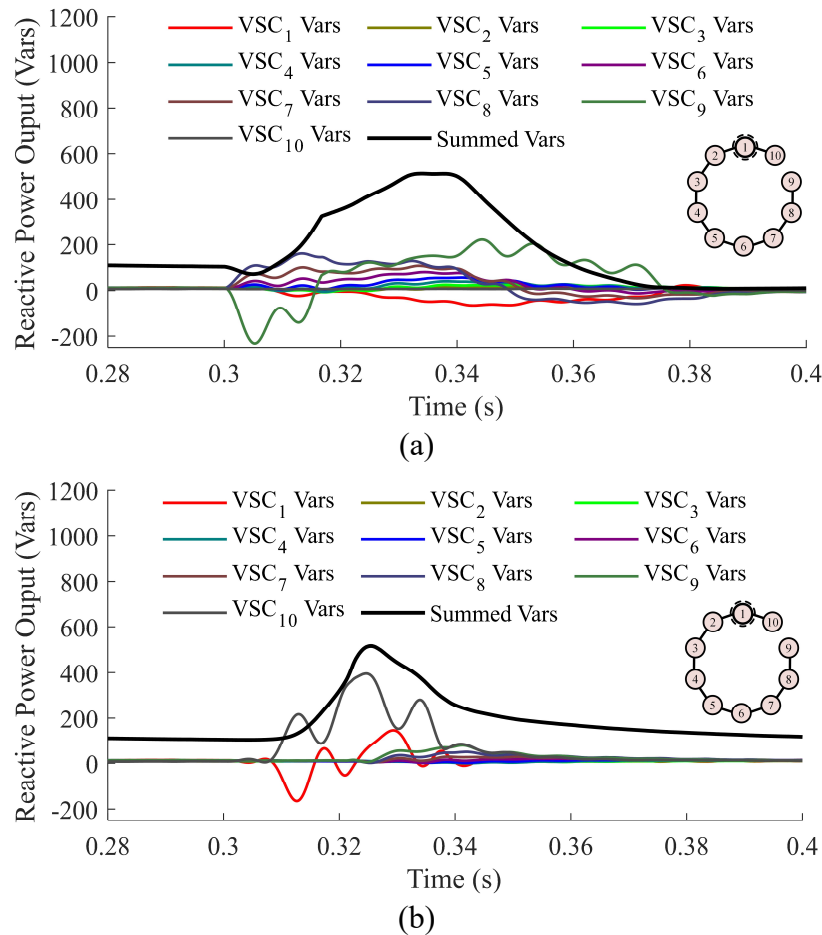 1200
1000
800
600
400
200
0
-200
Reactive Power Ouput (Vars)
VSC1 Vars VSC2 Vars VSC3 Vars
VSC4 Vars VSC5 Vars VSC6 Vars
VSC7 Vars VSC8 Vars VSC9 Vars
VSC10 Vars Summed Vars
1
2 10
3 9
4 8
5 7
6
0.28 0.3 0.32 0.34 0.36 0.38 0.4
Time (s)
(a)
1200
1000
800
600
400
200
0
-200
Reactive Power Ouput (Vars)
VSC1 Vars VSC2 Vars VSC3 Vars
VSC4 Vars VSC5 Vars VSC6 Vars
VSC7 Vars VSC8 Vars VSC9 Vars
VSC10 Vars Summed Vars
1
2 10
3 9
4 8
5 7
6
0.28 0.3 0.32 0.34 0.36 0.38 0.4
Time (s)
(b)